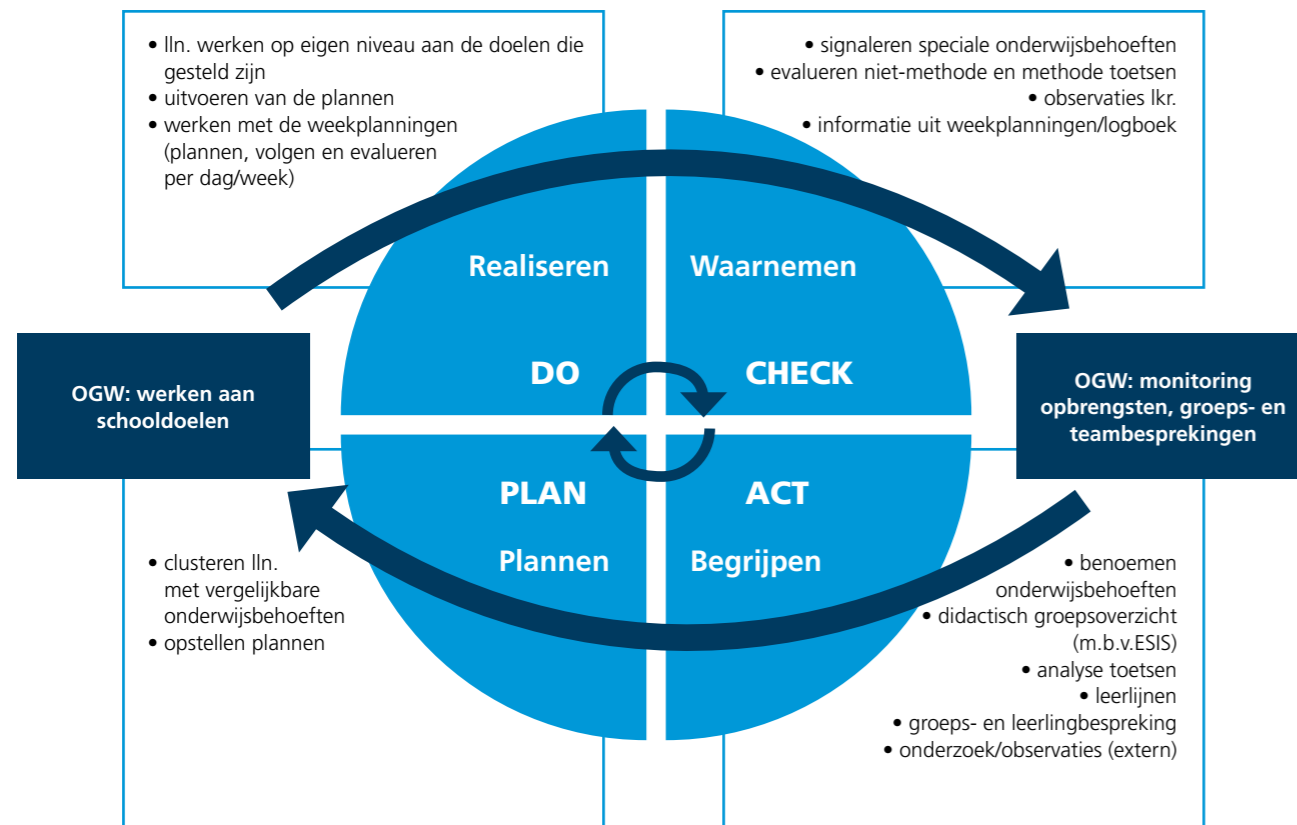 • lln. werken op eigen niveau aan de doelen die
gesteld zijn
• uitvoeren van de plannen
• werken met de weekplanningen
(plannen, volgen en evalueren
per dag/week)
• signaleren speciale onderwijsbehoeften
• evalueren niet-methode en methode toetsen
• observaties lkr.
• informatie uit weekplanningen/logboek
Realiseren
Waarnemen
DO
CHECK
OGW: werken aan
schooldoelen
OGW: monitoring
opbrengsten, groeps- en
teambesprekingen
PLAN
ACT
Plannen
Begrijpen
• clusteren lln.
met vergelijkbare
onderwijsbehoeften
• opstellen plannen
• benoemen
onderwijsbehoeften
• didactisch groepsoverzicht
(m.b.v.ESIS)
• analyse toetsen
• leerlijnen
• groeps- en leerlingbespreking
• onderzoek/observaties (extern)